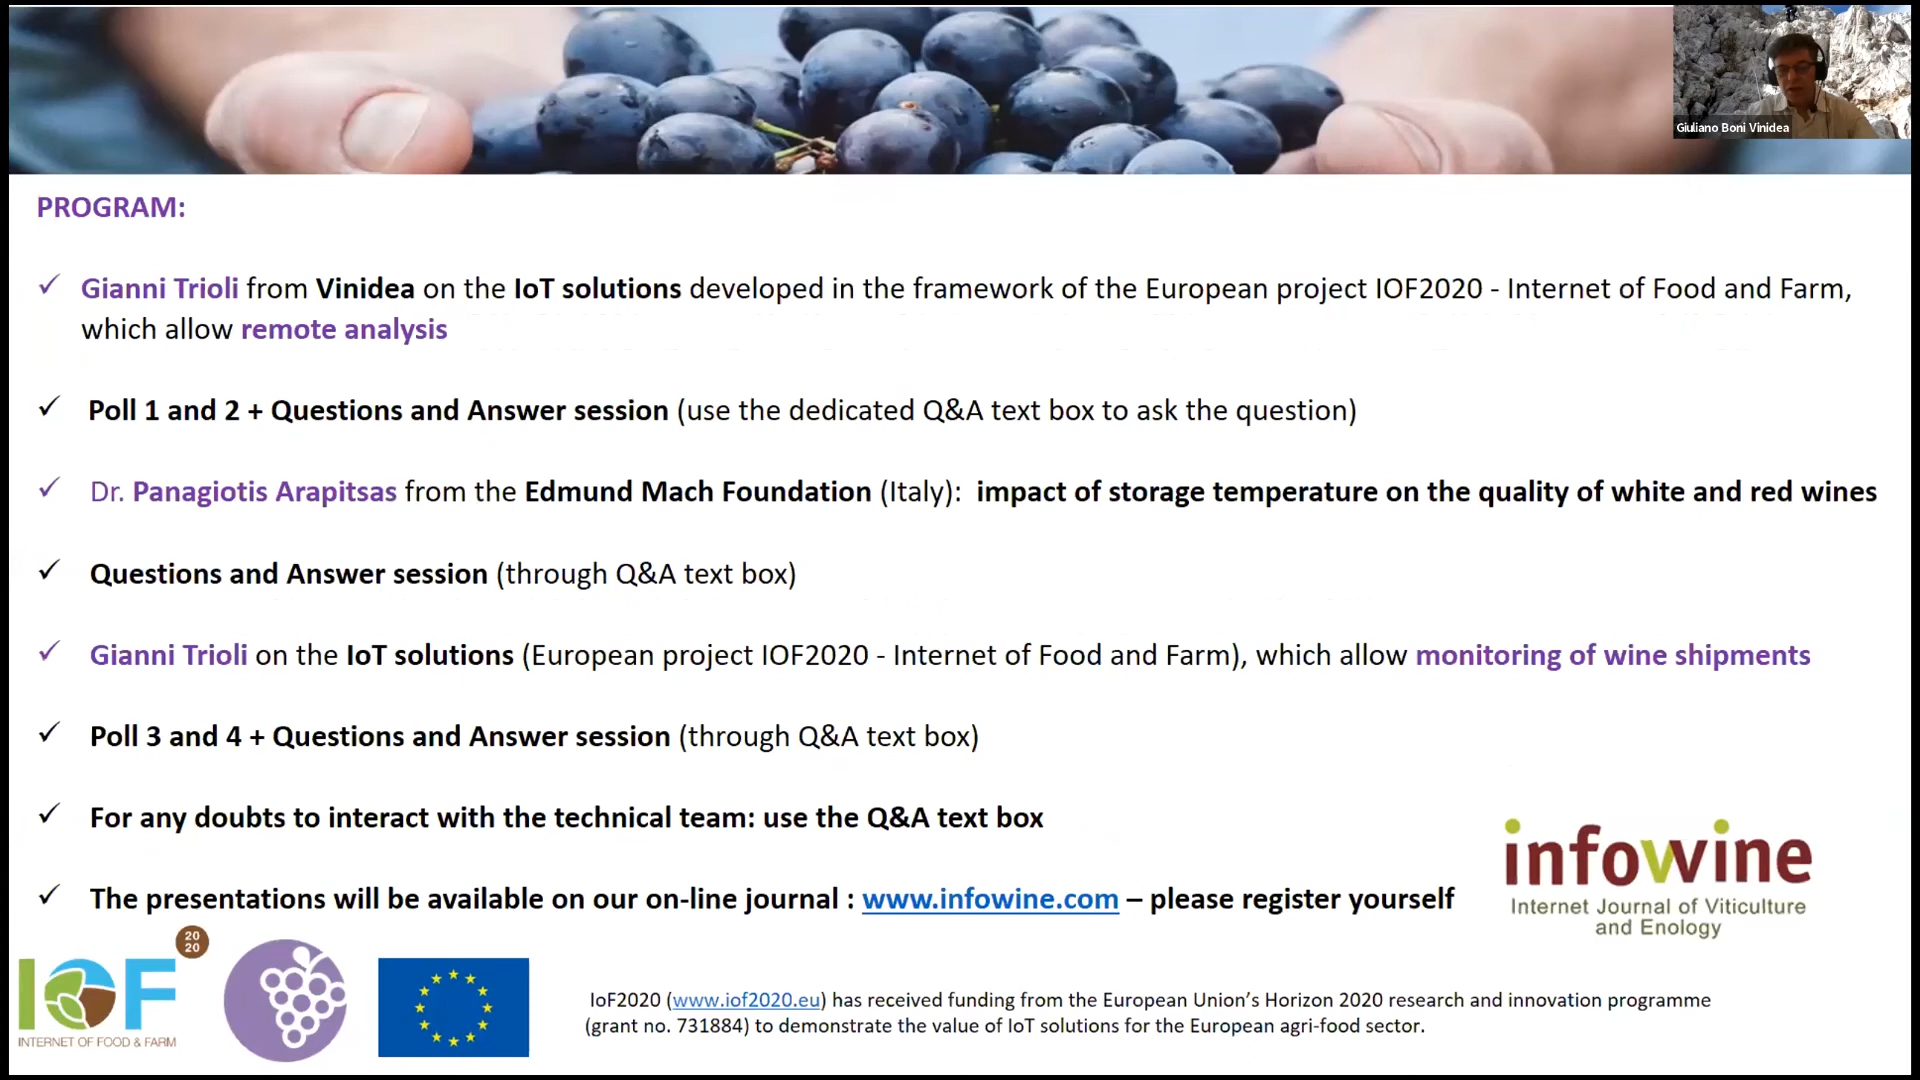 Giuliano Boni Vinidea
PROGRAM:
✓ Gianni Trioli from Vinidea on the IoT solutions developed in the framework of the European project IOF2020 - Internet of Food and Farm,
which allow remote analysis
✓ Poll 1 and 2 + Questions and Answer session (use the dedicated Q&A text box to ask the question)
✓ Dr. Panagiotis Arapitsas from the Edmund Mach Foundation (Italy): impact of storage temperature on the quality of white and red wines
✓ Questions and Answer session (through Q&A text box)
✓ Gianni Trioli on the IoT solutions (European project IOF2020 - Internet of Food and Farm), which allow monitoring of wine shipments
✓ Poll 3 and 4 + Questions and Answer session (through Q&A text box)
✓ For any doubts to interact with the technical team: use the Q&A text box
✓ The presentations will be available on our on-line journal : www.infowine.com – please register yourself
infowine
Internet Journal of Viticulture
and Enology
IOF
20
20
INTERNET OF FOOD & FARM
IoF2020 (www.iof2020.eu) has received funding from the European Union's Horizon 2020 research and innovation programme
(grant no. 731884) to demonstrate the value of IoT solutions for the European agri-food sector.